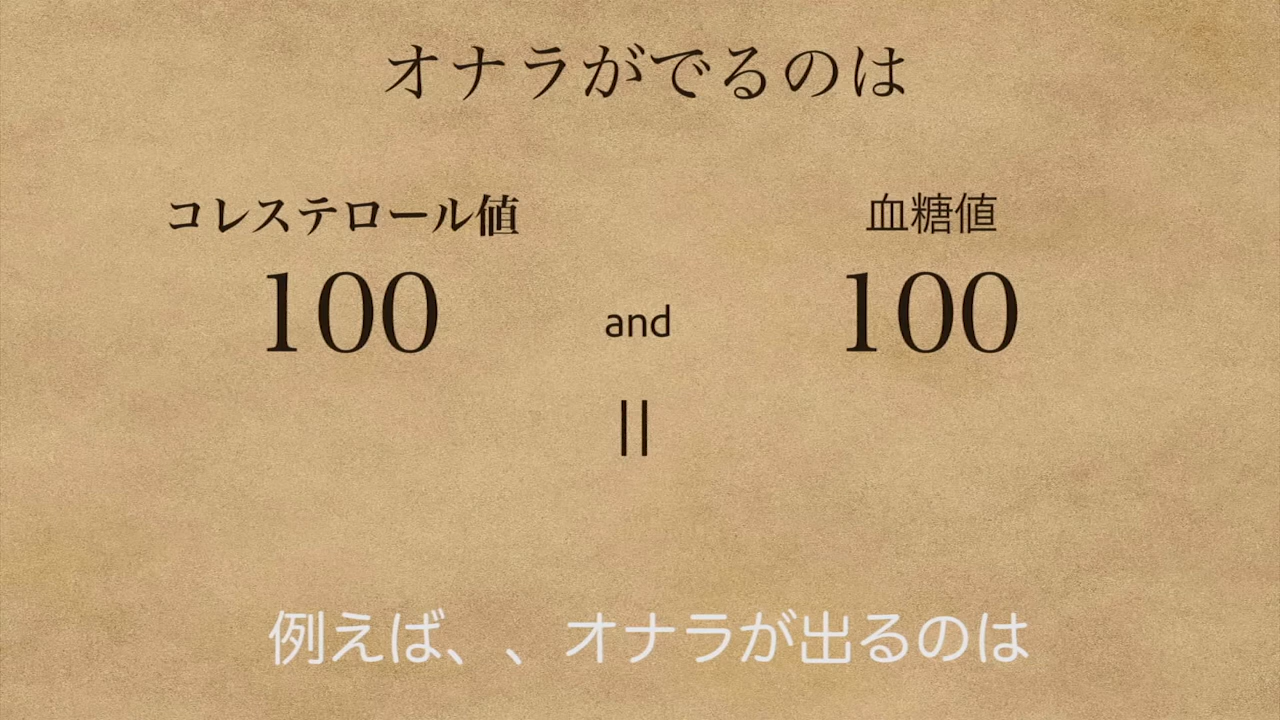 オナラがでるのは
コレステロール値
血糖値
100
and
100
||
例えば、、オナラが出るのは